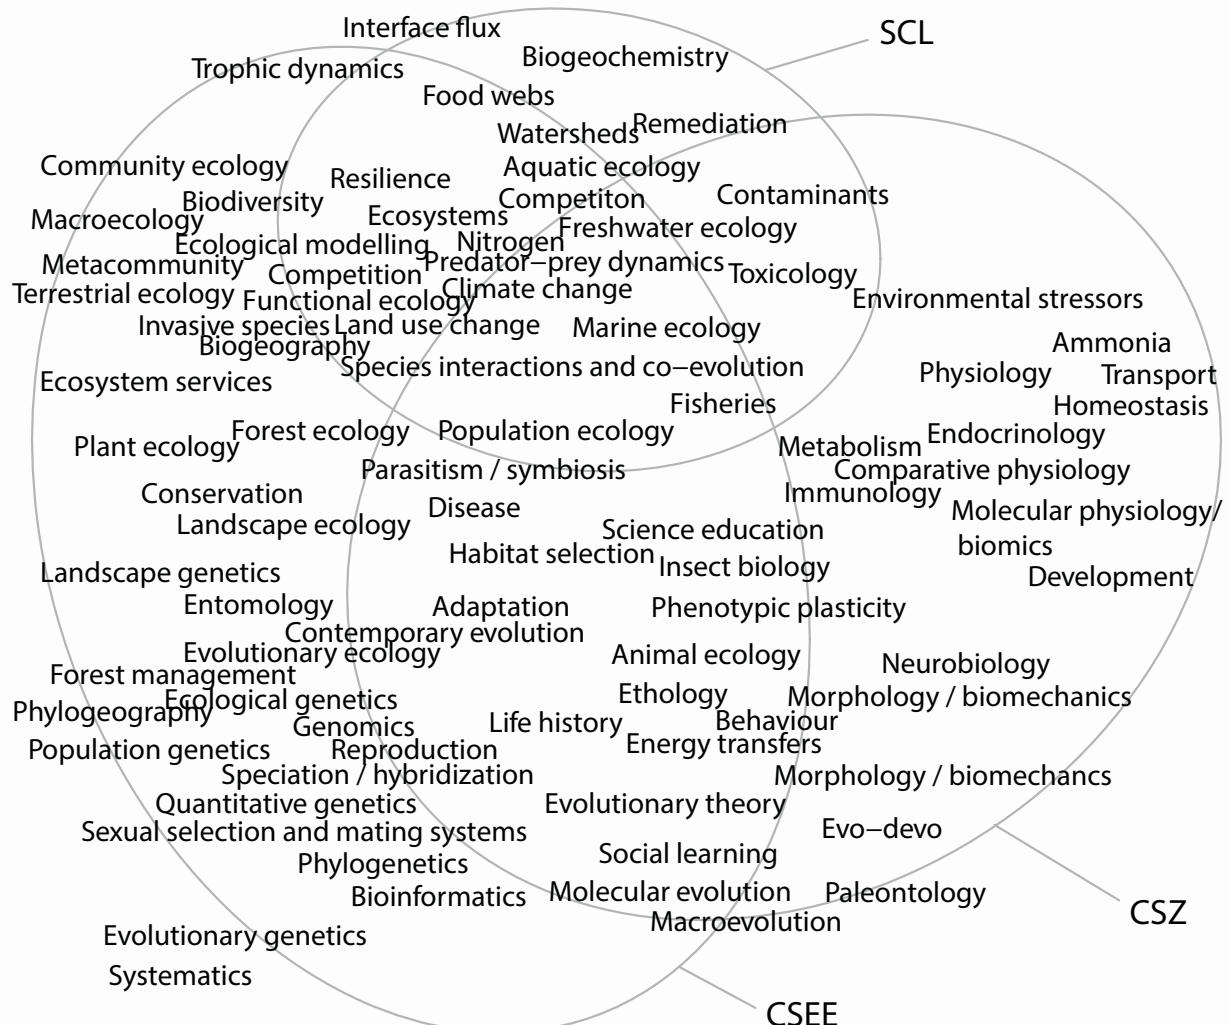 Interface flux
SCL
Biogeochemistry
Trophic dynamics
Food webs
Remediation
Watersheds
Community ecology
Aquatic ecology
Resilience
Contaminants
Biodiversity
Competiton
Macroecology
Ecosystems
Freshwater ecology
Ecological modelling
Nitrogen
Metacommunity
Predator–prey dynamics
Competition
Toxicology
Terrestrial ecology
Climate change
Functional ecology
Environmental stressors
Invasive species
Land use change
Marine ecology
Biogeography
Ammonia
Species interactions and co–evolution
Physiology
Transport
Ecosystem services
Fisheries
Homeostasis
Forest ecology
Population ecology
Endocrinology
Plant ecology
Metabolism
Parasitism / symbiosis
Comparative physiology
Conservation
Immunology
Disease
Molecular physiology/
biomics
Landscape ecology
Science education
Habitat selection
Insect biology
Landscape genetics
Development
Entomology
Adaptation
Phenotypic plasticity
Contemporary evolution
Evolutionary ecology
Animal ecology
Neurobiology
Forest management
Ecological genetics
Ethology
Morphology / biomechanics
Phylogeography
Genomics
Life history
Behaviour
Population genetics
Reproduction
Energy transfers
Speciation / hybridization
Morphology / biomechancs
Quantitative genetics
Evolutionary theory
Sexual selection and mating systems
Evo–devo
Phylogenetics
Social learning
Bioinformatics
Molecular evolution
Paleontology
CSZ
Macroevolution
Evolutionary genetics
Systematics
CSEE